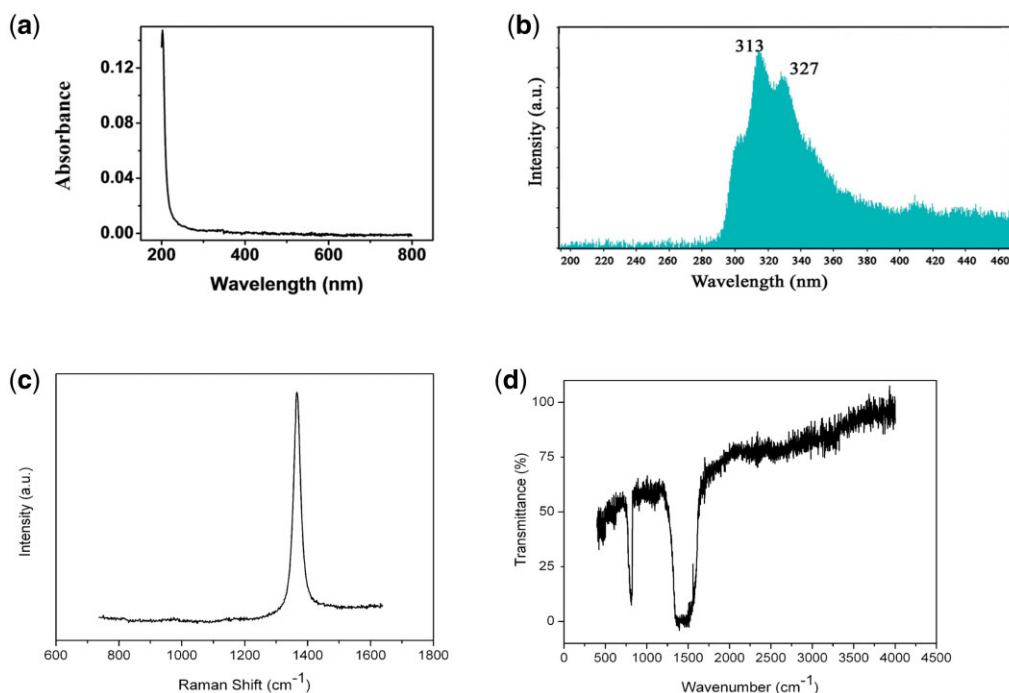 (a)
0.12
0.08
0.04
0.00
Absorbance
200 400 600 800
Wavelength (nm)
(b)
313
327
Intensity (a.u.)
200 220 240 260 280 300 320 340 360 380 400 420 440 460
Wavelength (nm)
(c)
Intensity (a.u.)
600 800 1000 1200 1400 1600 1800
Raman Shift (cm⁻¹)
(d)
100
75
50
25
0
Transmittance (%)
0 500 1000 1500 2000 2500 3000 3500 4000 4500
Wavenumber (cm⁻¹)